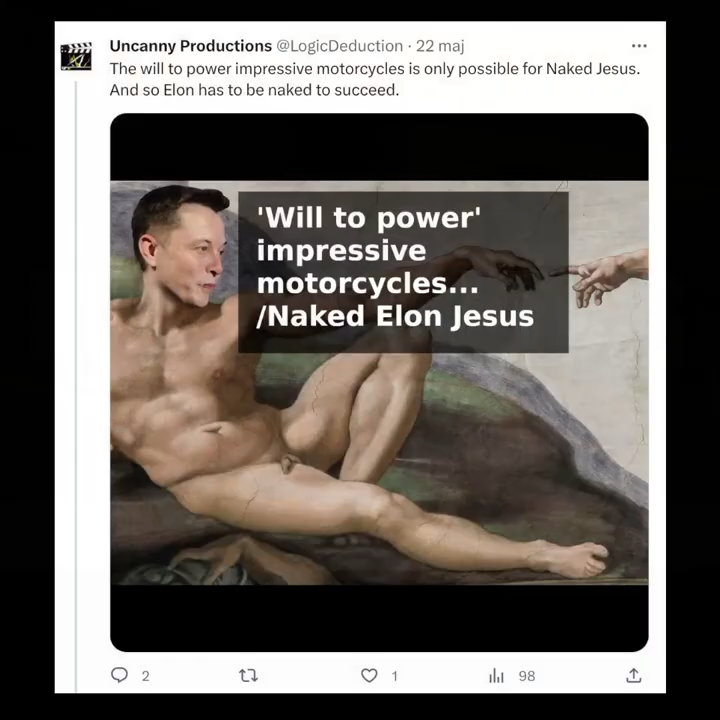 Uncanny Productions @LogicDeduction · 22 maj
The will to power impressive motorcycles is only possible for Naked Jesus.
And so Elon has to be naked to succeed.
'Will to power'
impressive
motorcycles...
/Naked Elon Jesus
2 1 98